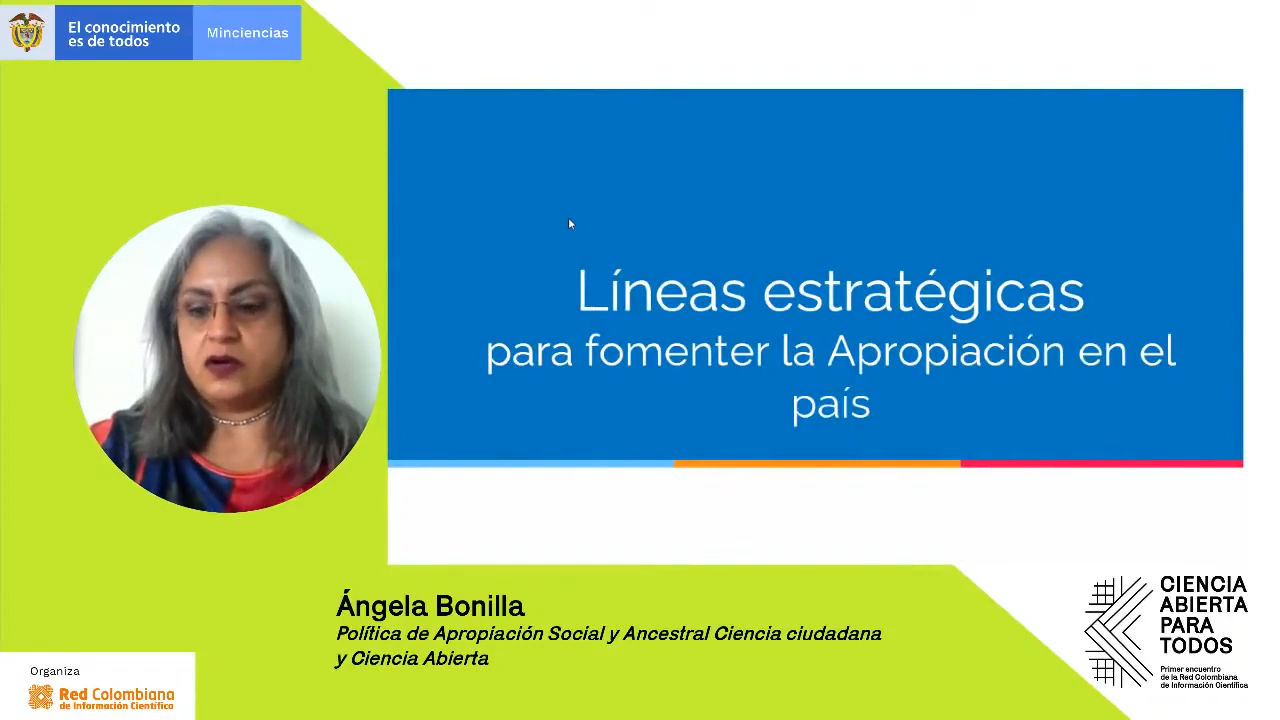 El conocimiento
es de todos
Minciencias
Líneas estratégicas
para fomenter la Apropiación en el
país
Ángela Bonilla
Política de Apropiación Social y Ancestral Ciencia ciudadana
y Ciencia Abierta
CIENCIA
ABIERTA
PARA
TODOS
Primer encuentro
de la Red Colombiana
de Información Científica
Organiza
Red Colombiana
de Información Científica